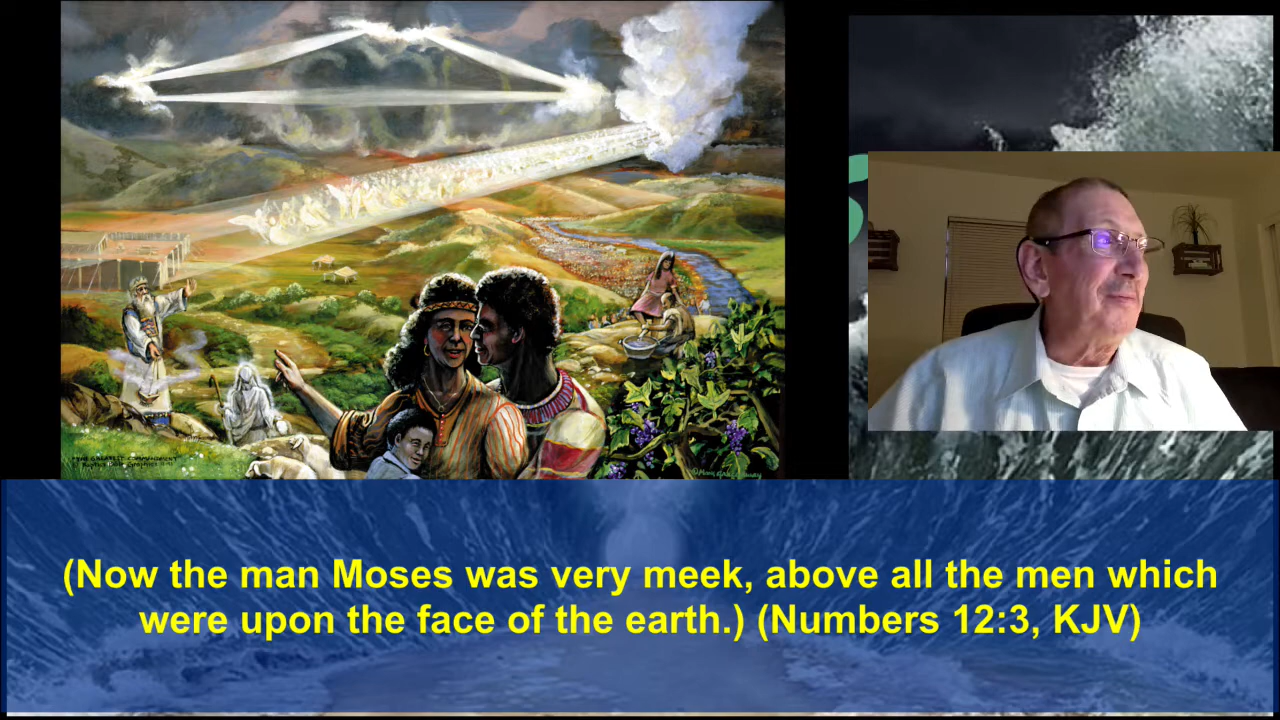 (Now the man Moses was very meek, above all the men which
were upon the face of the earth.) (Numbers 12:3, KJV)